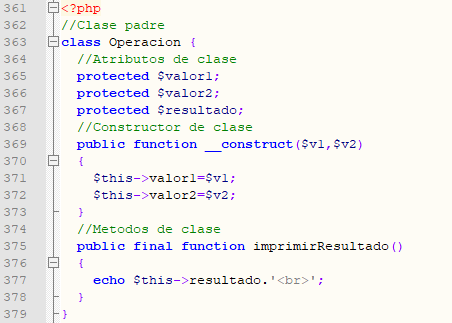 361 <?php
362 //Clase padre
363 class Operacion {
364 //Atributos de clase
365 protected $valor1;
366 protected $valor2;
367 protected $resultado;
368 //Constructor de clase
369 public function __construct($v1,$v2)
370 {
371 $this->valor1=$v1;
372 $this->valor2=$v2;
373 }
374 //Metodos de clase
375 public final function imprimirResultado()
376 {
377 echo $this->resultado.'<br>';
378 }
379 }